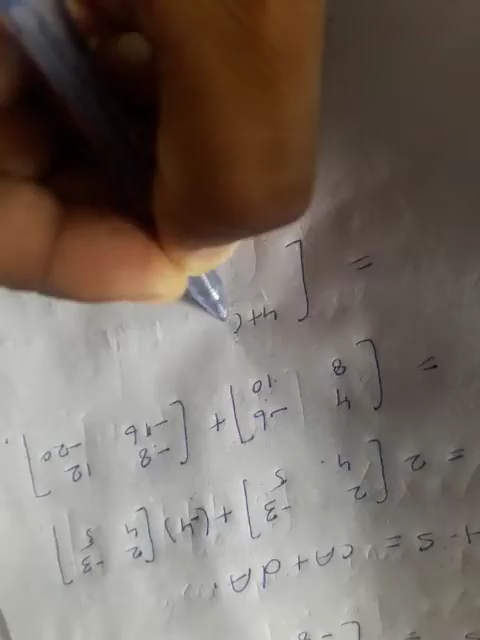 H.S = CA + dA
= 2 [2 -3] + (-4) [2 -3]
[4 5] [4 5]
= [4 -6] + [-8 12]
[8 10] [-16 -20]
= [4+(